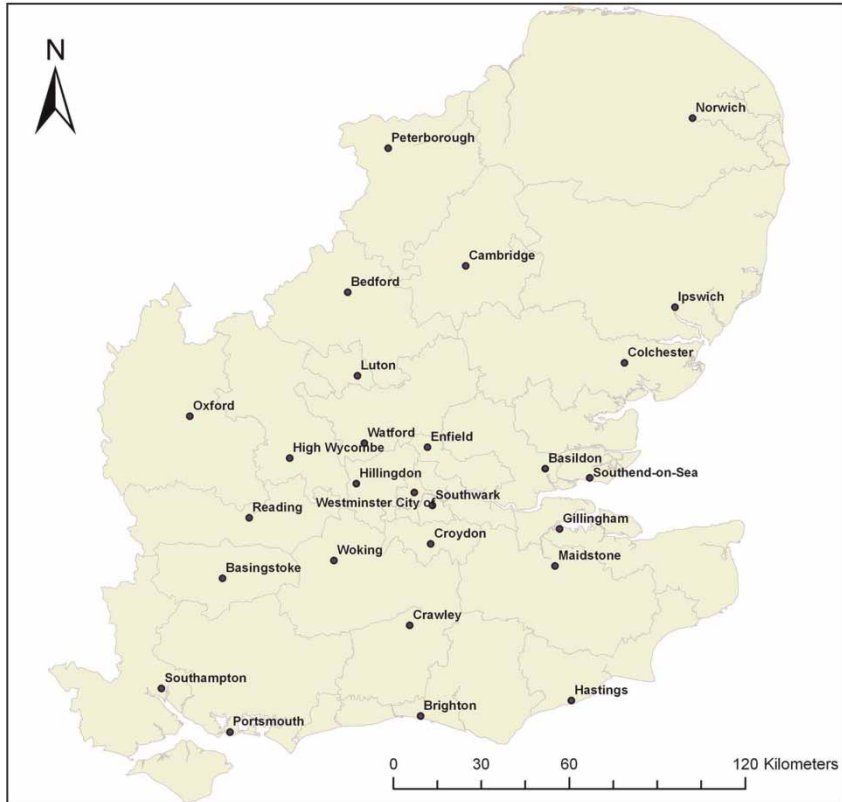 N
Norwich
Peterborough
Cambridge
Bedford
Ipswich
Colchester
Luton
Oxford
Watford
Enfield
High Wycombe
Basildon
Southend-on-Sea
Hillingdon
Southwark
Westminster City of
Reading
Gillingham
Croydon
Woking
Maidstone
Basingstoke
Crawley
Southampton
Hastings
Brighton
Portsmouth
0 30 60 120 Kilometers